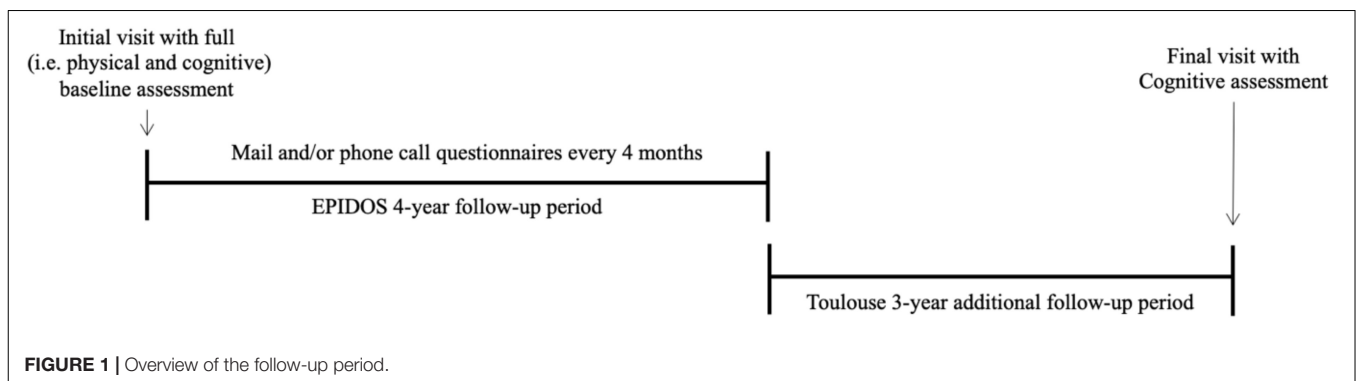 Initial visit with full
(i.e. physical and cognitive)
baseline assessment
Final visit with
Cognitive assessment
Mail and/or phone call questionnaires every 4 months
EPIDOS 4-year follow-up period
Toulouse 3-year additional follow-up period
FIGURE 1 | Overview of the follow-up period.